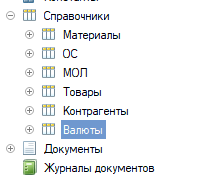 Справочники
Материалы
ОС
МОЛ
Товары
Контрагенты
Валюты
Документы
Журналы документов